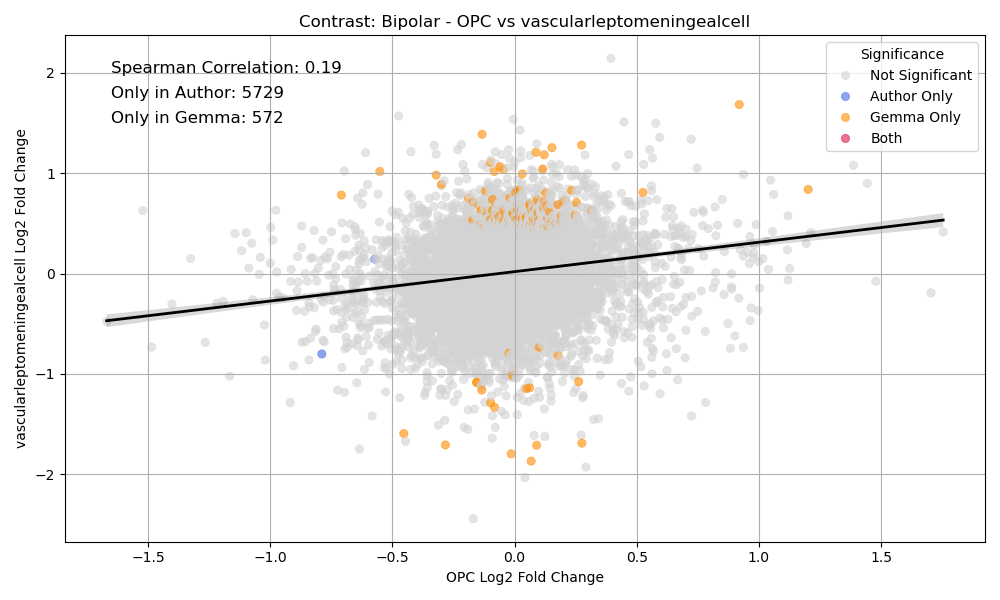 Contrast: Bipolar - OPC vs vascularleptomeningealcell
Spearman Correlation: 0.19
Only in Author: 5729
Only in Gemma: 572
Significance
Not Significant
Author Only
Gemma Only
Both
vascularleptomeningealcell Log2 Fold Change
2
1
0
−1
−2
−1.5
−1.0
−0.5
0.0
0.5
1.0
1.5
OPC Log2 Fold Change